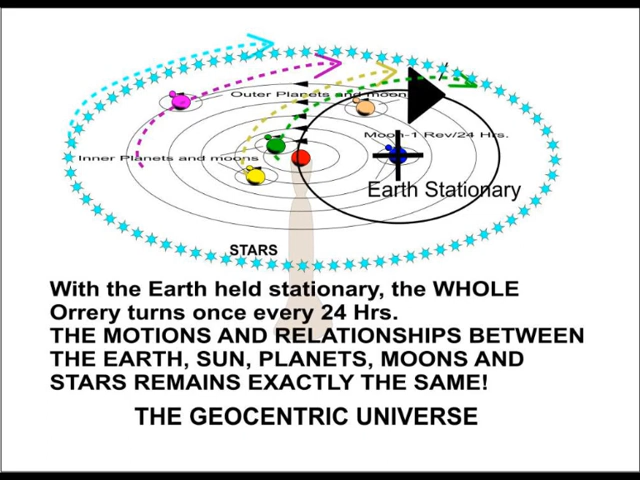 Outer Planets and moons
Moon-1 Rev/24 Hrs.
Inner Planets and moons
Earth Stationary
STARS
With the Earth held stationary, the WHOLE
Orrery turns once every 24 Hrs.
THE MOTIONS AND RELATIONSHIPS BETWEEN
THE EARTH, SUN, PLANETS, MOONS AND
STARS REMAINS EXACTLY THE SAME!
THE GEOCENTRIC UNIVERSE